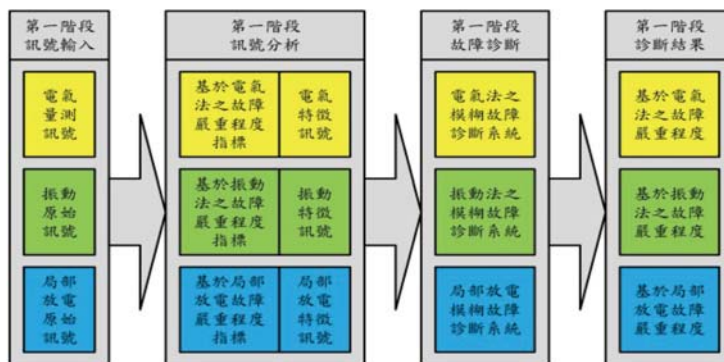 第一階段
訊號輸入
電氣
量測
訊號
振動
原始
訊號
局部
放電
原始
訊號
第一階段
訊號分析
基於電氣
法之故障
嚴重程度
指標
電氣
特徵
訊號
基於振動
法之故障
嚴重程度
指標
振動
特徵
訊號
基於局部
放電故障
嚴重程度
指標
局部
放電
特徵
訊號
第一階段
故障診斷
電氣法之
模糊故障
診斷系統
振動法之
模糊故障
診斷系統
局部放電
模糊故障
診斷系統
第一階段
診斷結果
基於電氣
法之故障
嚴重程度
基於振動
法之故障
嚴重程度
基於局部
放電故障
嚴重程度